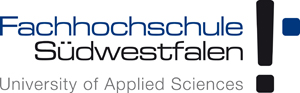 Fachhochschule
Südwestfalen
University of Applied Sciences